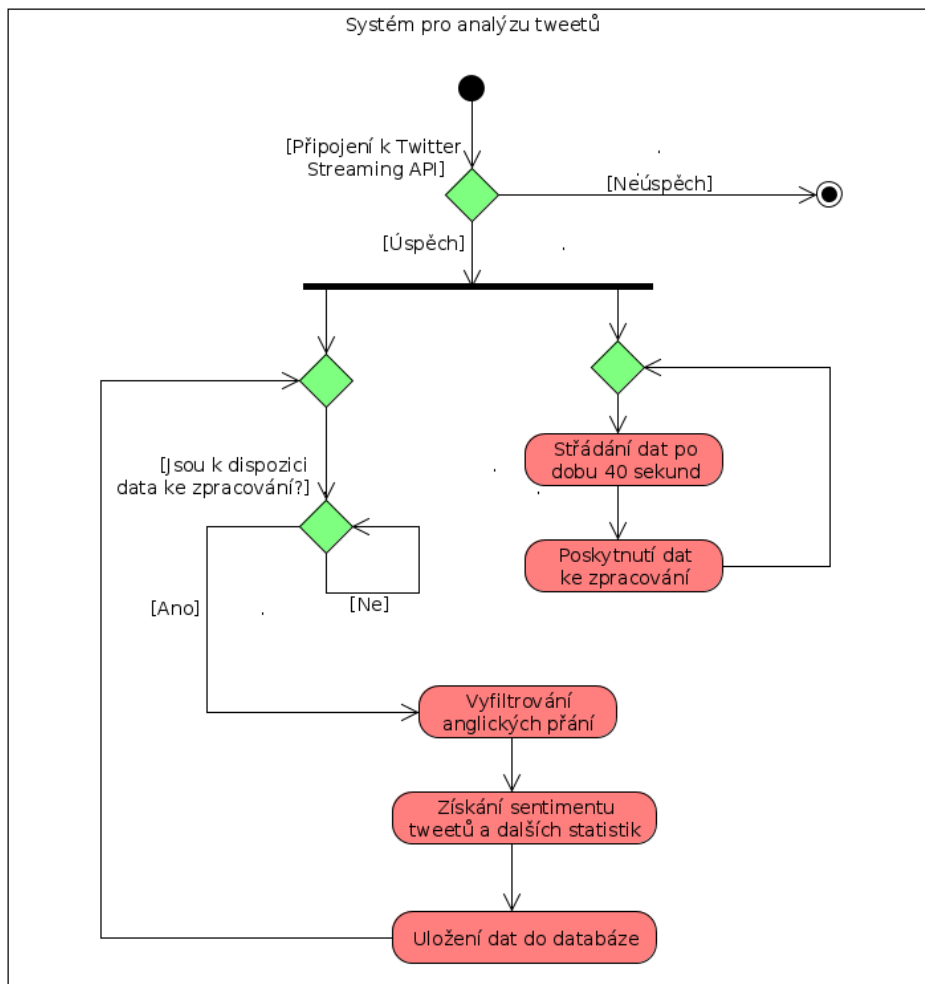 Systém pro analýzu tweetů
[Připojení k Twitter
Streaming API]
[Neúspěch]
[Úspěch]
[Jsou k dispozici
data ke zpracování?]
Střádání dat po
dobu 40 sekund
Poskytnutí dat
ke zpracování
[Ano]
[Ne]
Vyfiltrování
anglických přání
Získání sentimentu
tweetů a dalších statistik
Uložení dat do databáze